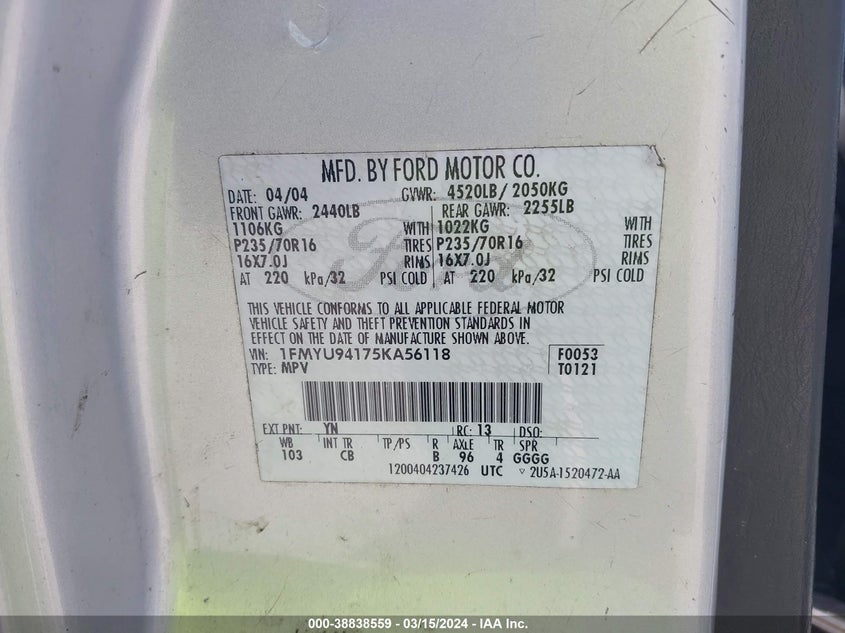 MFD. BY FORD MOTOR CO.
DATE: 04/04 GVWR: 4520LB/ 2050KG
FRONT GAWR: 2440LB REAR GAWR: 2255LB
1106KG WITH 1022KG WITH
P235/70R16 TIRES P235/70R16 TIRES
16X7.0J RIMS 16X7.0J RIMS
AT 220 kPa/32 PSI COLD AT 220 kPa/32 PSI COLD
Ford
THIS VEHICLE CONFORMS TO ALL APPLICABLE FEDERAL MOTOR
VEHICLE SAFETY AND THEFT PREVENTION STANDARDS IN
EFFECT ON THE DATE OF MANUFACTURE SHOWN ABOVE.
VIN: 1FMYU94175KA56118 F0053
TYPE: MPV T0121
EXT PNT: YN RC: 13 DSO:
WB INT TR TP/PS R AXLE TR SPR
103 CB B 96 4 GGGG
1200404237426 UTC ▽ 2U5A-1520472-AA
000-38838559 - 03/15/2024 - IAA Inc.